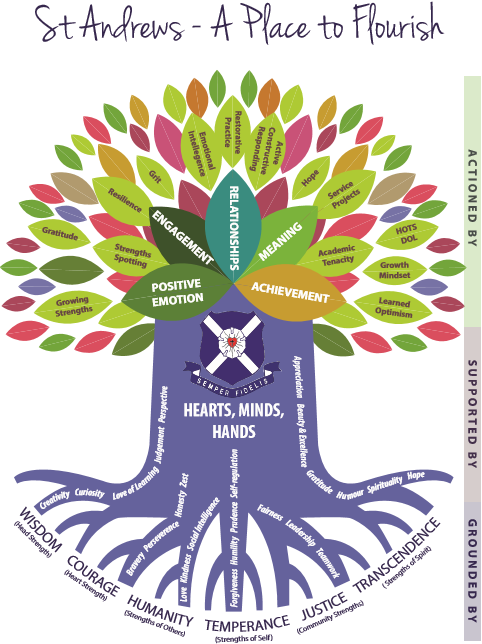 St Andrews - A Place to Flourish
Emotional
Intellegence
Restorative
Practice
Active
Constructive
Responding
Grit
Hope
Resilience
Service
Projects
Gratitude
HOTS
DOL
Strengths
Spotting
Academic
Tenacity
Growth
Mindset
Growing
Strengths
Learned
Optimism
RELATIONSHIPS
ENGAGEMENT
MEANING
POSITIVE
EMOTION
ACHIEVEMENT
SEMPER FIDELIS
HEARTS, MINDS,
HANDS
Creativity Curiosity Love of Learning Judgement Perspective
Bravery Perseverance Honesty Zest
Love Kindness Social Intelligence
Forgiveness Humility Prudence Self-regulation
Fairness Leadership Teamwork
Appreciation Beauty & Excellence Gratitude Humour Spirituality Hope
WISDOM
(Head Strength)
COURAGE
(Heart Strength)
HUMANITY
(Strengths of Others)
TEMPERANCE
(Strengths of Self)
JUSTICE
(Community Strengths)
TRANSCENDENCE
(Strengths of Spirit)
ACTIONED BY
SUPPORTED BY
GROUNDED BY